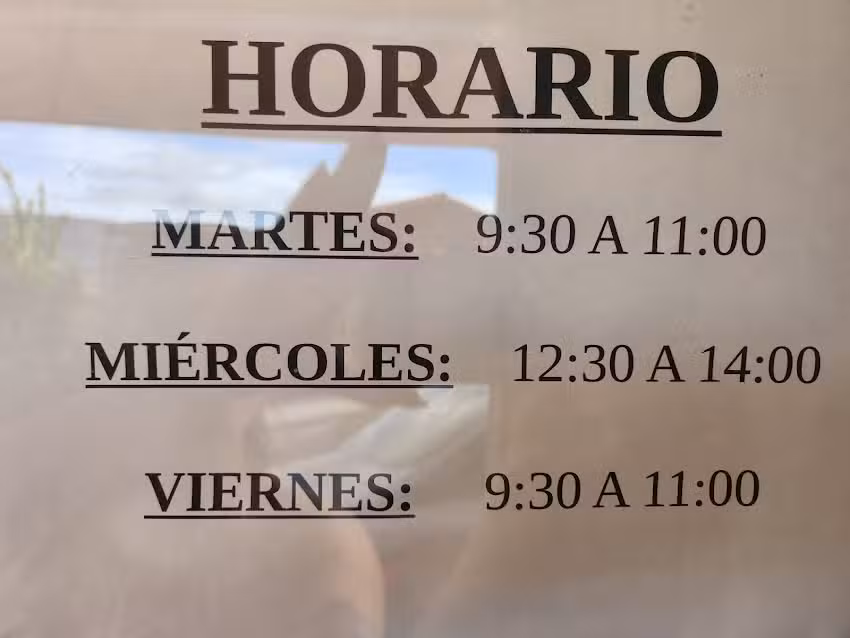 HORARIO
MARTES: 9:30 A 11:00
MIÉRCOLES: 12:30 A 14:00
VIERNES: 9:30 A 11:00